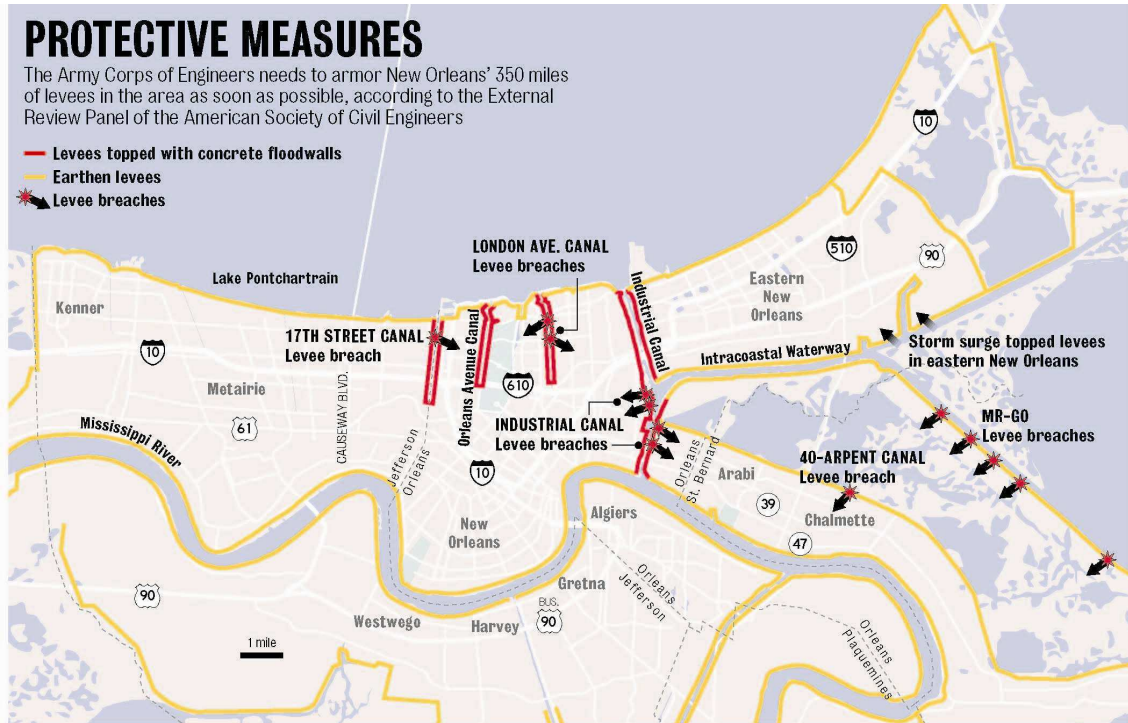 PROTECTIVE MEASURES
The Army Corps of Engineers needs to armor New Orleans' 350 miles
of levees in the area as soon as possible, according to the External
Review Panel of the American Society of Civil Engineers
Levees topped with concrete floodwalls
Earthen levees
Levee breaches
10
510
90
LONDON AVE. CANAL
Levee breaches
Lake Pontchartrain
Kenner
Industrial Canal
Eastern
New
Orleans
17TH STREET CANAL
Levee breach
Orleans Avenue Canal
Storm surge topped levees
in eastern New Orleans
Intracoastal Waterway
10
610
Metairie
CAUSEWAY BLVD.
61
Mississippi River
INDUSTRIAL CANAL
Levee breaches
MR-GO
Levee breaches
40-ARPENT CANAL
Levee breach
Jefferson
Orleans
10
Orleans
St. Bernard
Arabi
39
Chalmette
47
New
Orleans
Algiers
Gretna
Orleans
Jefferson
90
Westwego
Harvey
BUS.
90
Orleans
Plaquemines
1 mile